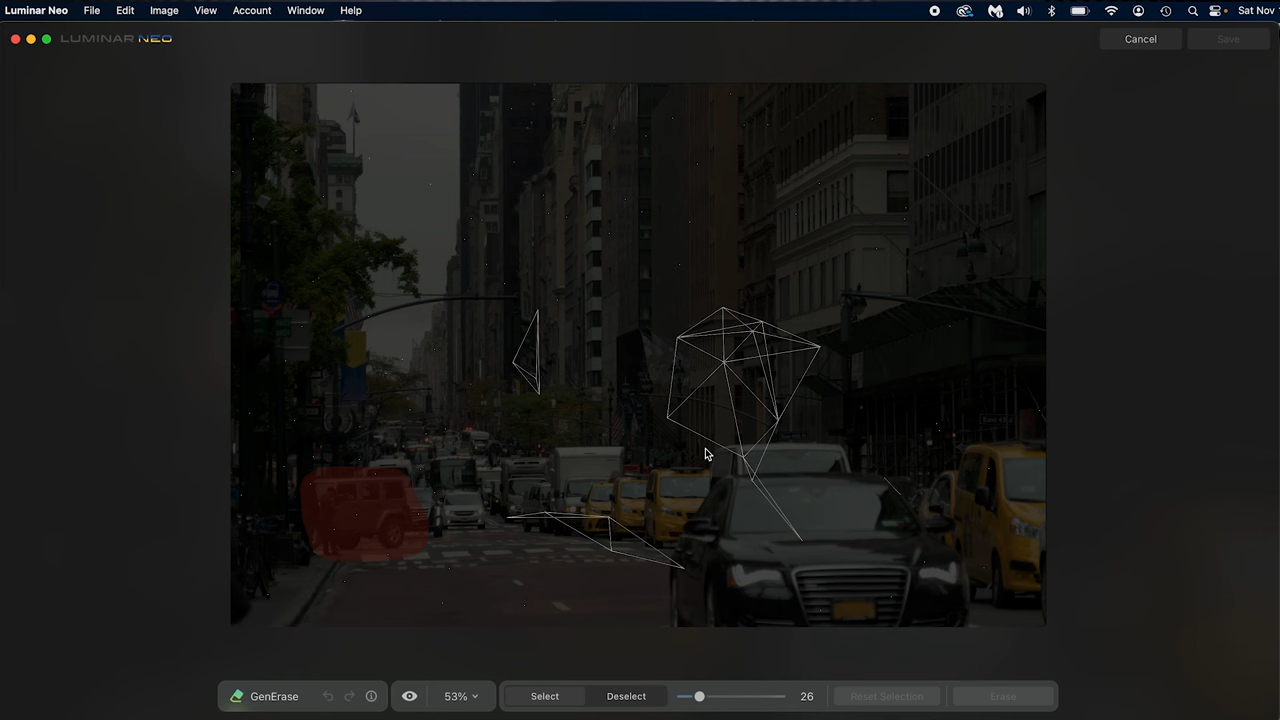 Luminar Neo File Edit Image View Account Window Help Sat Nov
LUMINAR NEO Cancel Save
GenErase 53% Select Deselect 26 Reset Selection Erase